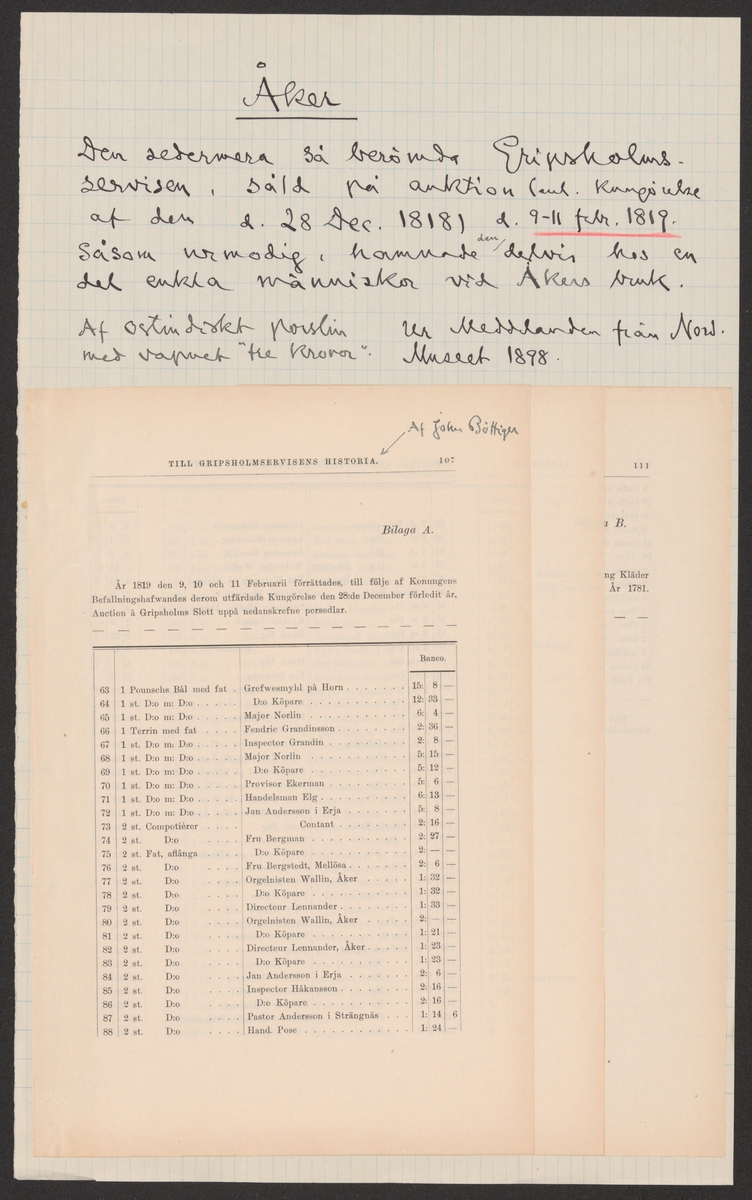 Åker
Den sedermera så berömda Gripsholms-
servisen, såld på auktion (enl. Kungörelse
af den d. 28 Dec. 1818) d. 9-11 febr. 1819.
såsom urmodig, hamnade den delvis hos en
del enkla människor vid Åkers bruk.
Af ostindiskt porslin
med vapnet "tre kronor".
Ur Meddelanden från Nord.
Museet 1898.
Af John Böttiger
TILL GRIPSHOLMSERVISENS HISTORIA. 107
Bilaga A.
År 1819 den 9, 10 och 11 Februarii förrättades, till följe af Konungens
Befallningshafwandes derom utfärdade Kungörelse den 28:de December förledit år,
Auction å Gripsholms Slott uppå nedanskrefne persedlar.
Banco.
63 1 Pounschs Bål med fat . Grefwesmyhl på Horn . . . . . . . 15: 8 —
64 1 st. D:o m: D:o . . . . . D:o Köpare . . . . . . . . . . . 12: 33 —
65 1 st. D:o m: D:o . . . . . Major Norlin . . . . . . . . . . . 6: 4 —
66 1 Terrin med fat . . . . Fendric Grandinsson . . . . . . . . 2: 36 —
67 1 st. D:o m: D:o . . . . . Inspector Grandin . . . . . . . . . 2: 8 —
68 1 st. D:o m: D:o . . . . . Major Norlin . . . . . . . . . . . 5: 15 —
69 1 st. D:o m: D:o . . . . . D:o Köpare . . . . . . . . . . . 5: 12 —
70 1 st. D:o m: D:o . . . . . Provisor Ekerman . . . . . . . . . 5: 6 —
71 1 st. D:o m: D:o . . . . . Handelsman Elg . . . . . . . . . . 6: 13 —
72 1 st. D:o m: D:o . . . . . Jan Andersson i Erja . . . . . . . . 5: 8 —
73 2 st. Compotièrer . . . . Contant . . . . . . . . 2: 16 —
74 2 st. D:o . . . . Fru Bergman . . . . . . . . . . . 2: 27 —
75 2 st. Fat, aflånga . . . . D:o Köpare . . . . . . . . . . . 2: — —
76 2 st. D:o . . . . Fru Bergstedt, Mellösa . . . . . . . 2: 6 —
77 2 st. D:o . . . . Orgelnisten Wallin, Åker . . . . . 1: 32 —
78 2 st. D:o . . . . D:o Köpare . . . . . . . . . . . 1: 32 —
79 2 st. D:o . . . . Directeur Lennander . . . . . . . . 1: 33 —
80 2 st. D:o . . . . Orgelnisten Wallin, Åker . . . . . 2: — —
81 2 st. D:o . . . . D:o Köpare . . . . . . . . . . . 1: 21 —
82 2 st. D:o . . . . Directeur Lennander, Åker . . . . . 1: 23 —
83 2 st. D:o . . . . D:o Köpare . . . . . . . . . . . 1: 23 —
84 2 st. D:o . . . . Jan Andersson i Erja . . . . . . . . 2: 6 —
85 2 st. D:o . . . . Inspector Håkansson . . . . . . . . 2: 16 —
86 2 st. D:o . . . . D:o Köpare . . . . . . . . . . . 2: 16 —
87 2 st. D:o . . . . Pastor Andersson i Strängnäs . . . 1: 14 6
88 2 st. D:o . . . . Hand. Pose . . . . . . . . . . . . 1: 24 —
111
B.
ng Kläder
År 1781.